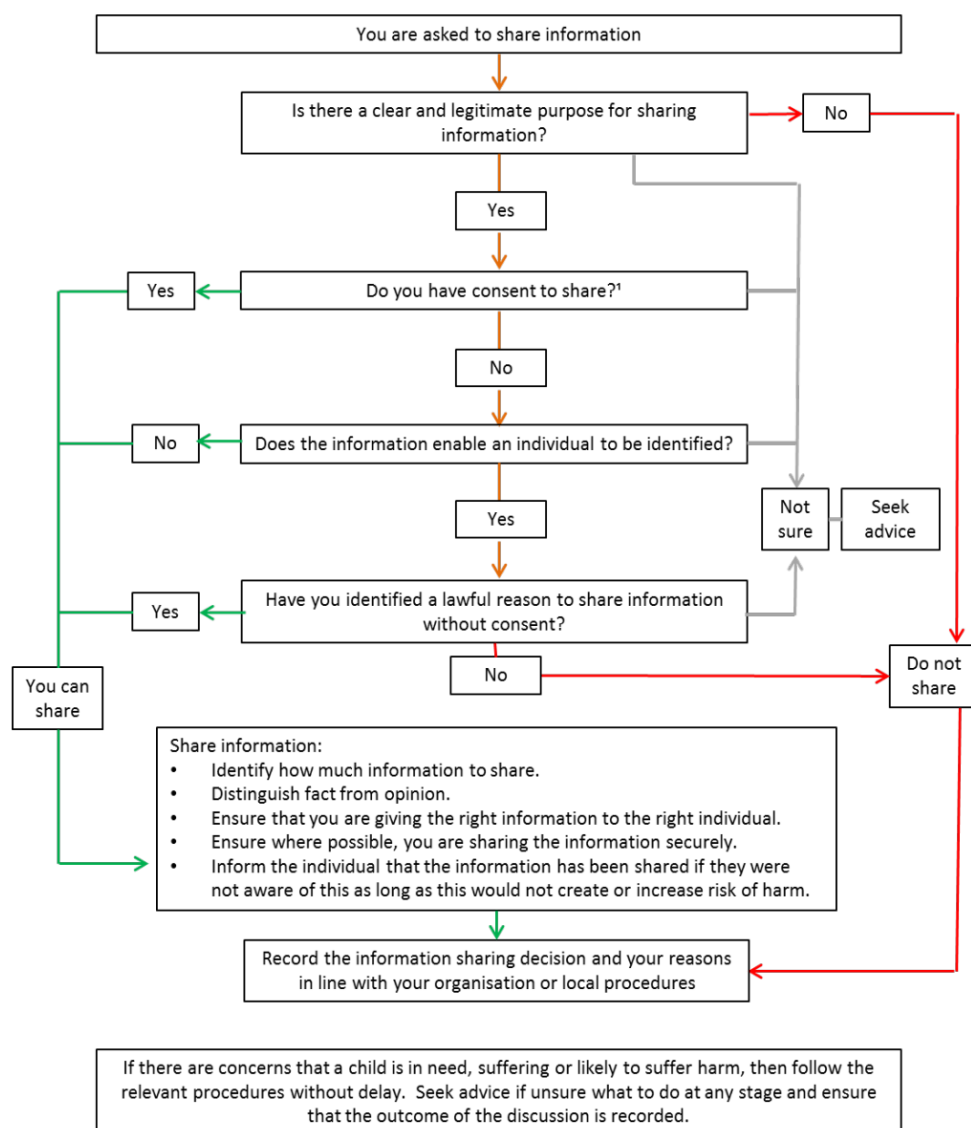 You are asked to share information
Is there a clear and legitimate purpose for sharing
information?
No
Yes
Yes
Do you have consent to share?¹
No
No
Does the information enable an individual to be identified?
Yes
Not
sure
Seek
advice
Yes
Have you identified a lawful reason to share information
without consent?
No
You can
share
Do not
share
Share information:
• Identify how much information to share.
• Distinguish fact from opinion.
• Ensure that you are giving the right information to the right individual.
• Ensure where possible, you are sharing the information securely.
• Inform the individual that the information has been shared if they were
not aware of this as long as this would not create or increase risk of harm.
Record the information sharing decision and your reasons
in line with your organisation or local procedures
If there are concerns that a child is in need, suffering or likely to suffer harm, then follow the
relevant procedures without delay.  Seek advice if unsure what to do at any stage and ensure
that the outcome of the discussion is recorded.